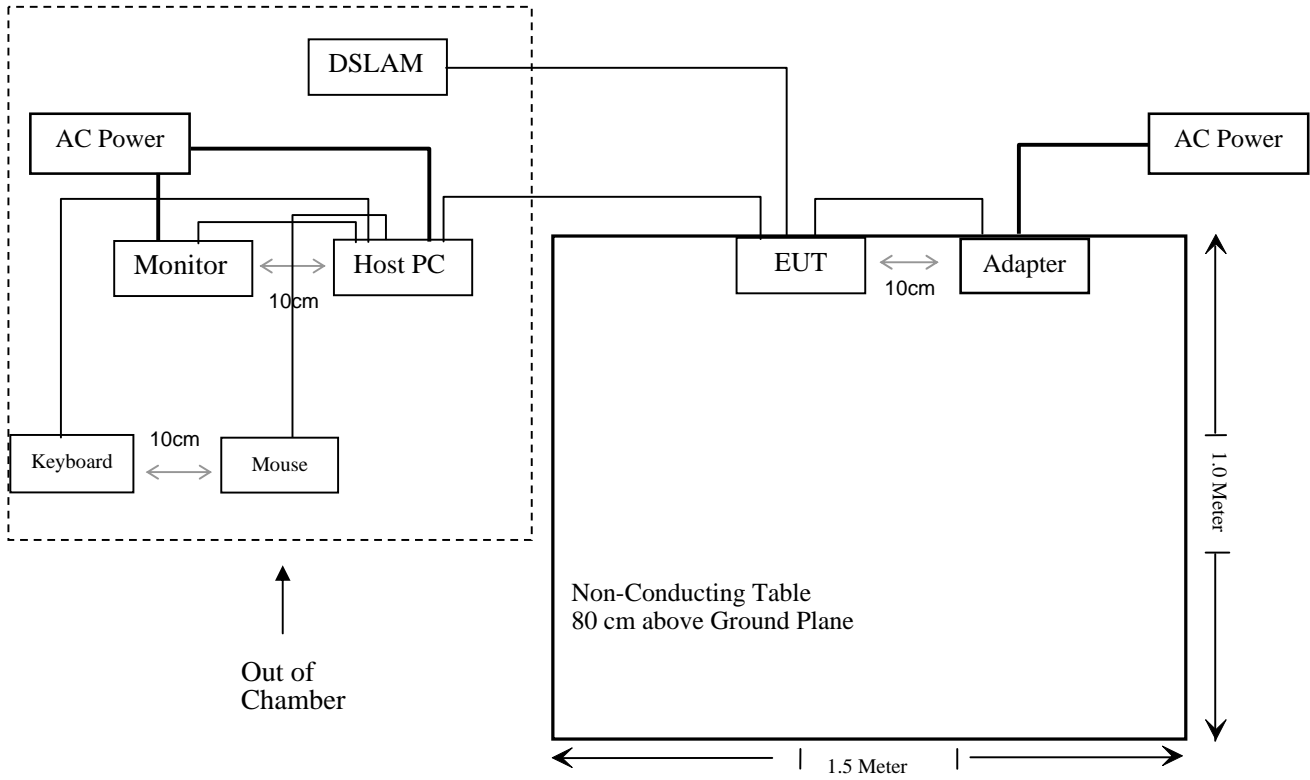 DSLAM
AC Power
AC Power
Monitor
Host PC
10cm
EUT
Adapter
10cm
Keyboard
10cm
Mouse
1.0 Meter
Non-Conducting Table
80 cm above Ground Plane
Out of
Chamber
1.5 Meter